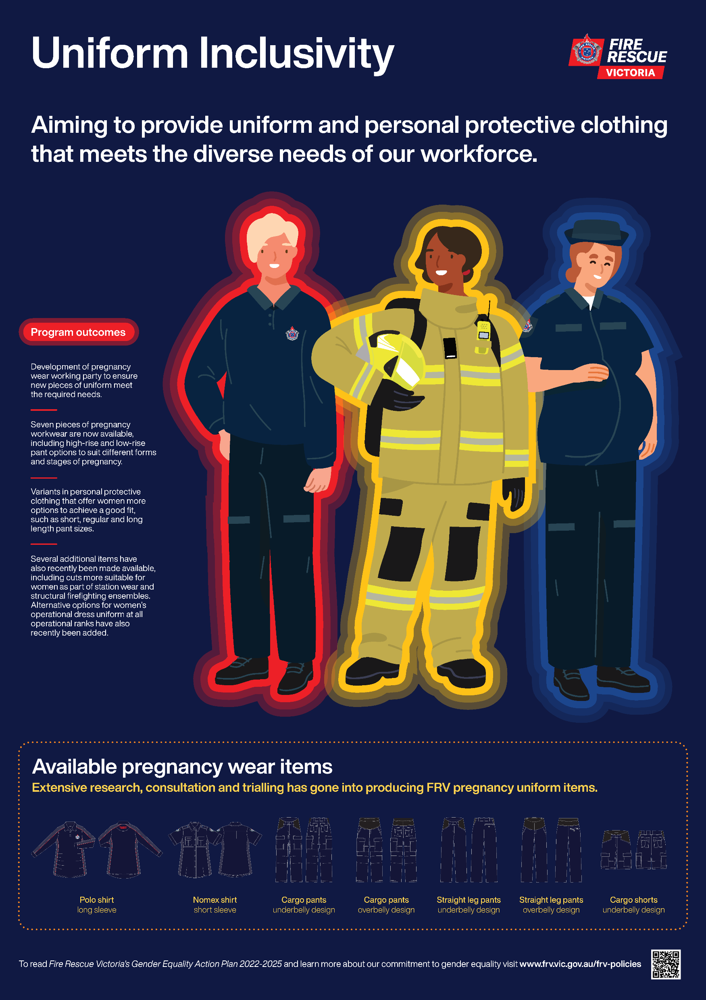 Uniform Inclusivity
FIRE
RESCUE
VICTORIA
Aiming to provide uniform and personal protective clothing
that meets the diverse needs of our workforce.
Program outcomes
Development of pregnancy
wear working party to ensure
new pieces of uniform meet
the required needs.
Seven pieces of pregnancy
workwear are now available,
including high-rise and low-rise
pant options to suit different forms
and stages of pregnancy.
Variants in personal protective
clothing that offer women more
options to achieve a good fit,
such as short, regular and long
length pant sizes.
Several additional items have
also recently been made available,
including cuts more suitable for
women as part of station wear and
structural firefighting ensembles.
Alternative options for women's
operational dress uniform at all
operational ranks have also
recently been added.
Available pregnancy wear items
Extensive research, consultation and trialling has gone into producing FRV pregnancy uniform items.
Polo shirt
long sleeve
Nomex shirt
short sleeve
Cargo pants
underbelly design
Cargo pants
overbelly design
Straight leg pants
underbelly design
Straight leg pants
overbelly design
Cargo shorts
underbelly design
To read Fire Rescue Victoria's Gender Equality Action Plan 2022-2025 and learn more about our commitment to gender equality visit www.frv.vic.gov.au/frv-policies